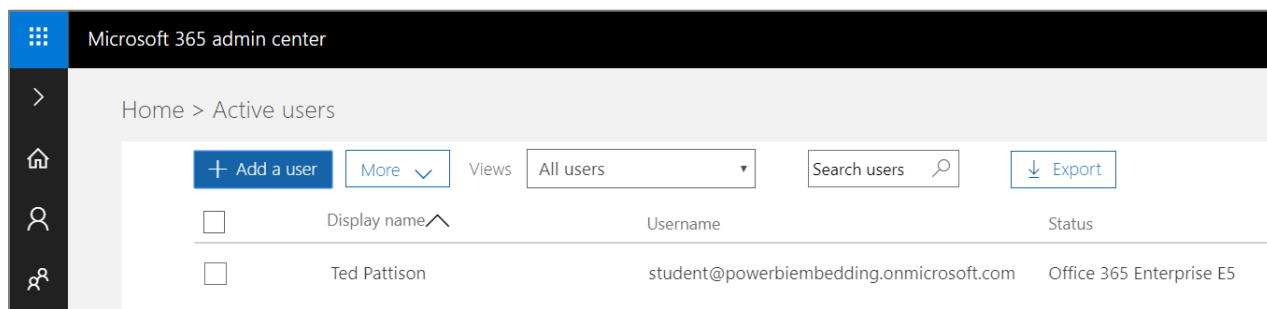 Microsoft 365 admin center
Home > Active users
Add a user More Views All users Search users Export
Display name Username Status
Ted Pattison student@powerbiembedding.onmicrosoft.com Office 365 Enterprise E5